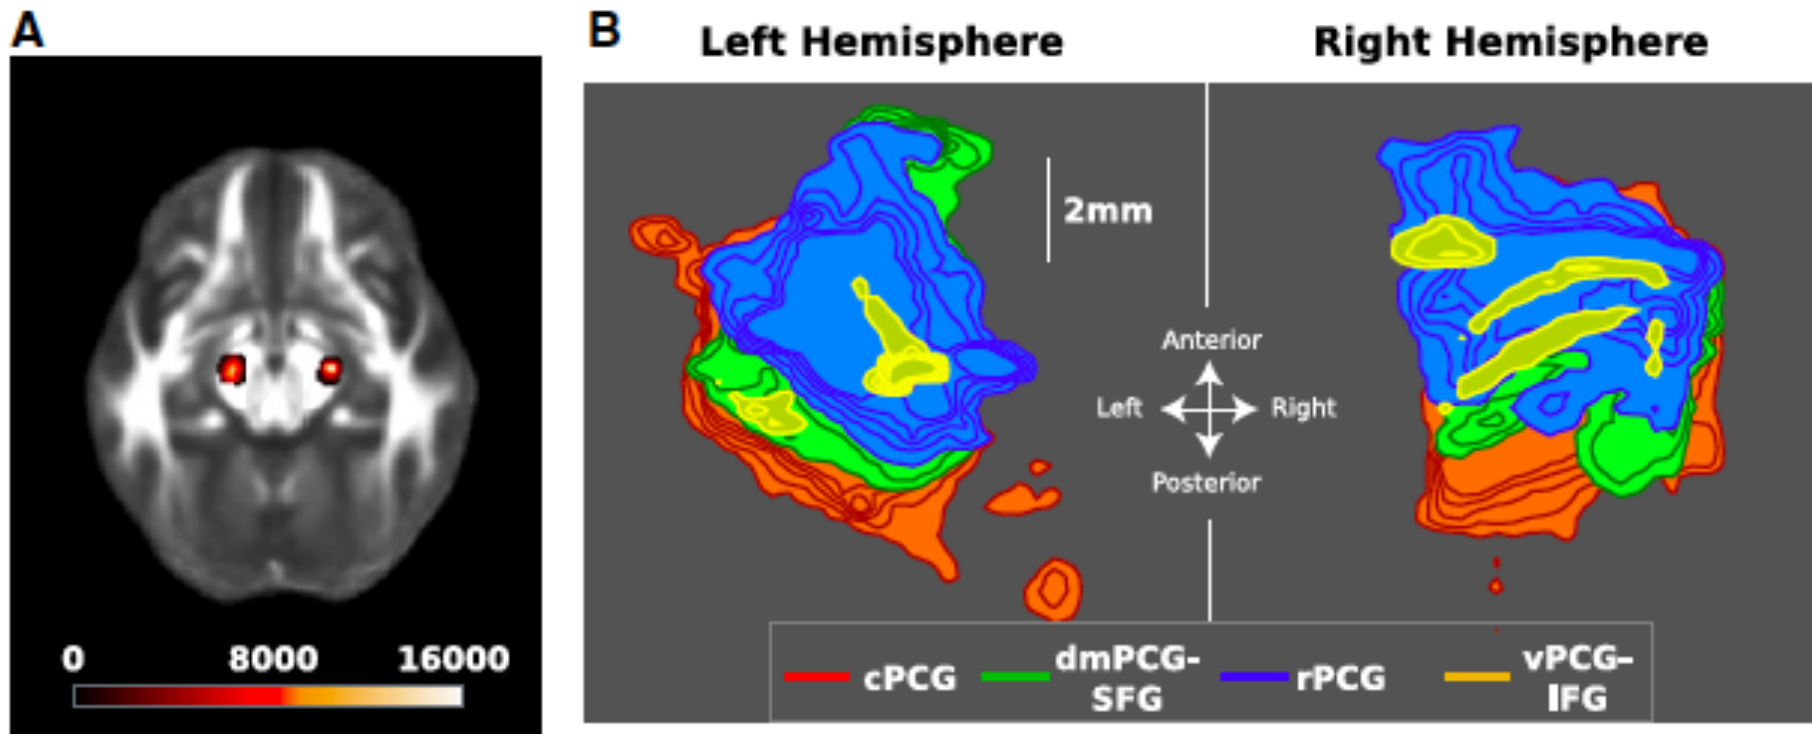 A
B
Left Hemisphere
Right Hemisphere
2mm
Anterior
Left
Right
Posterior
0 8000 16000
cPCG
dmPCG-
SFG
rPCG
vPCG–
IFG